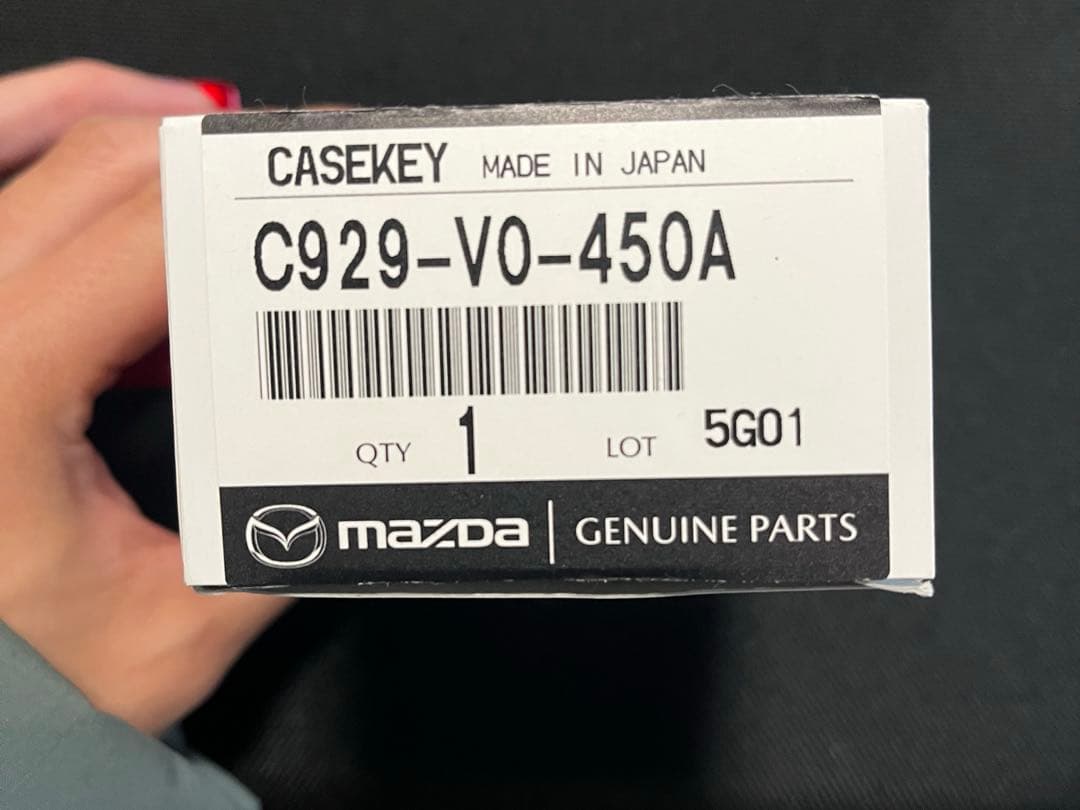 CASEKEY MADE IN JAPAN
C929-V0-450A
QTY 1 LOT 5G01
mazda GENUINE PARTS